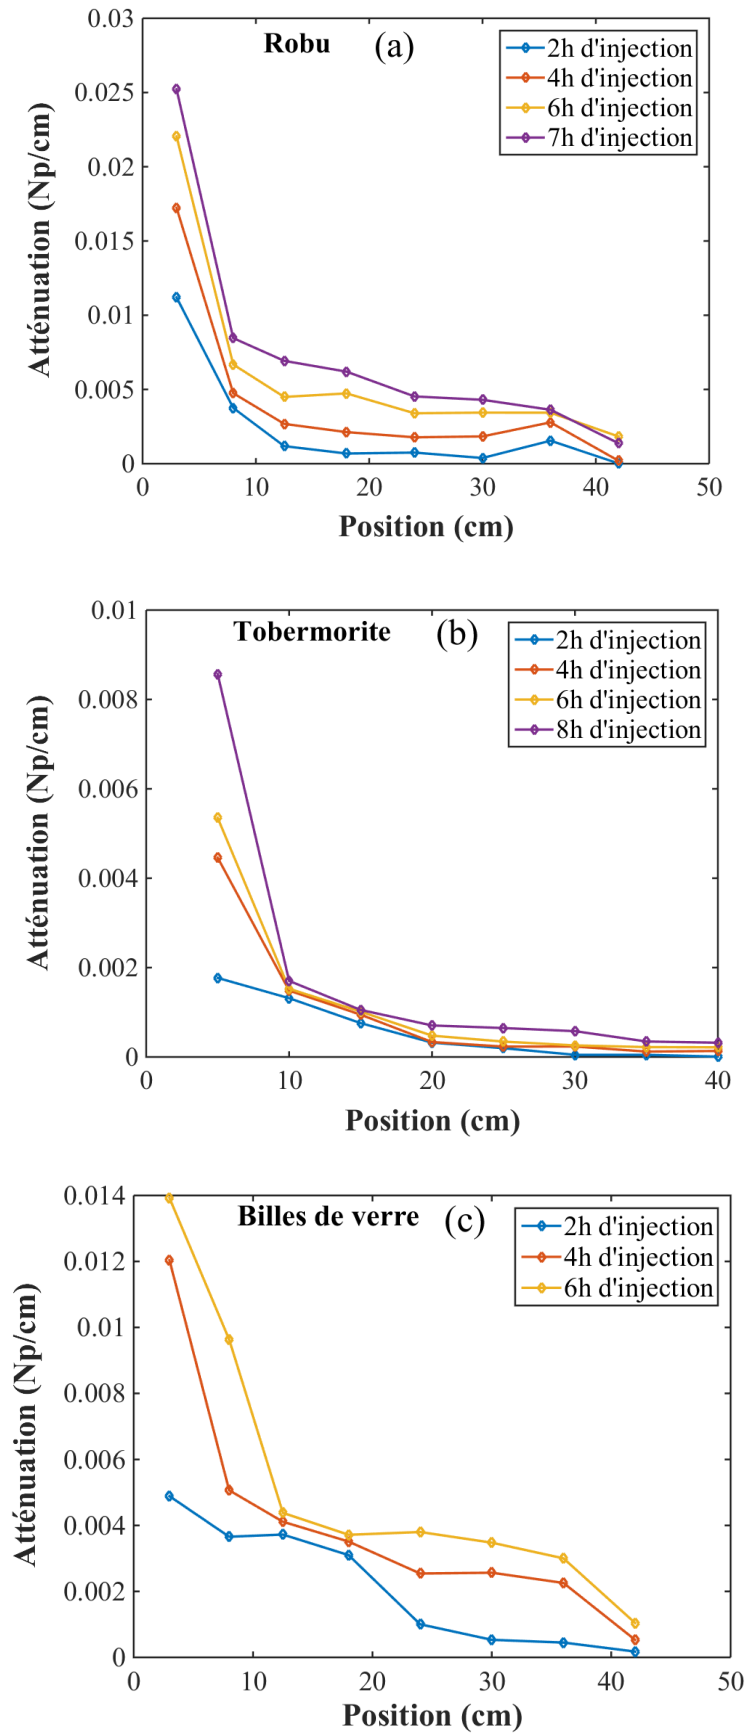 Robu (a)
2h d'injection
4h d'injection
6h d'injection
7h d'injection
0.03
0.025
0.02
0.015
0.01
0.005
0
Atténuation (Np/cm)
0 10 20 30 40 50
Position (cm)
Tobermorite (b)
2h d'injection
4h d'injection
6h d'injection
8h d'injection
0.01
0.008
0.006
0.004
0.002
0
Atténuation (Np/cm)
0 10 20 30 40
Position (cm)
Billes de verre (c)
2h d'injection
4h d'injection
6h d'injection
0.014
0.012
0.01
0.008
0.006
0.004
0.002
0
Atténuation (Np/cm)
0 10 20 30 40 50
Position (cm)